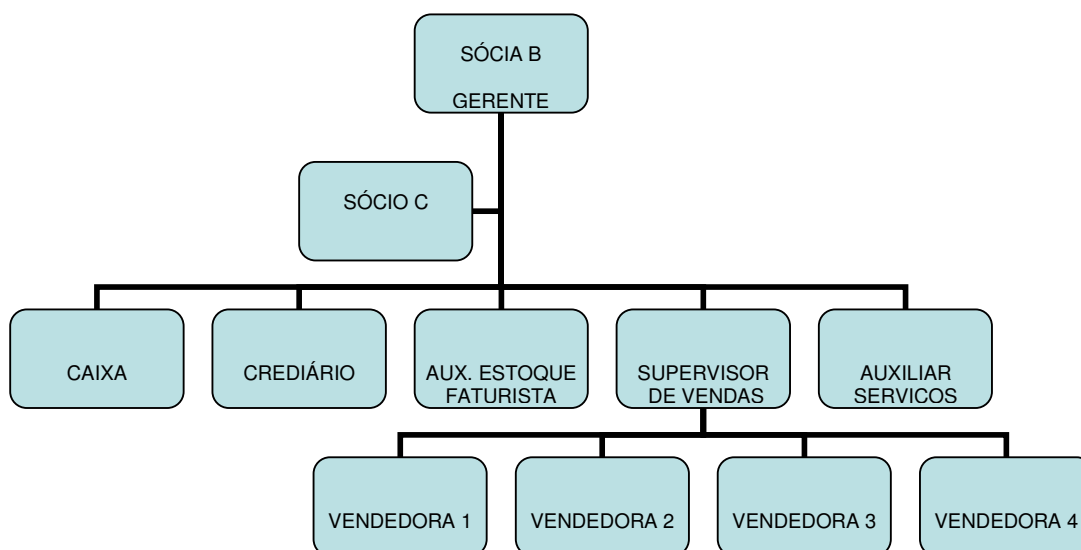 SÓCIA B
GERENTE
SÓCIO C
CAIXA
CREDIÁRIO
AUX. ESTOQUE
FATURISTA
SUPERVISOR
DE VENDAS
AUXILIAR
SERVICOS
VENDEDORA 1
VENDEDORA 2
VENDEDORA 3
VENDEDORA 4